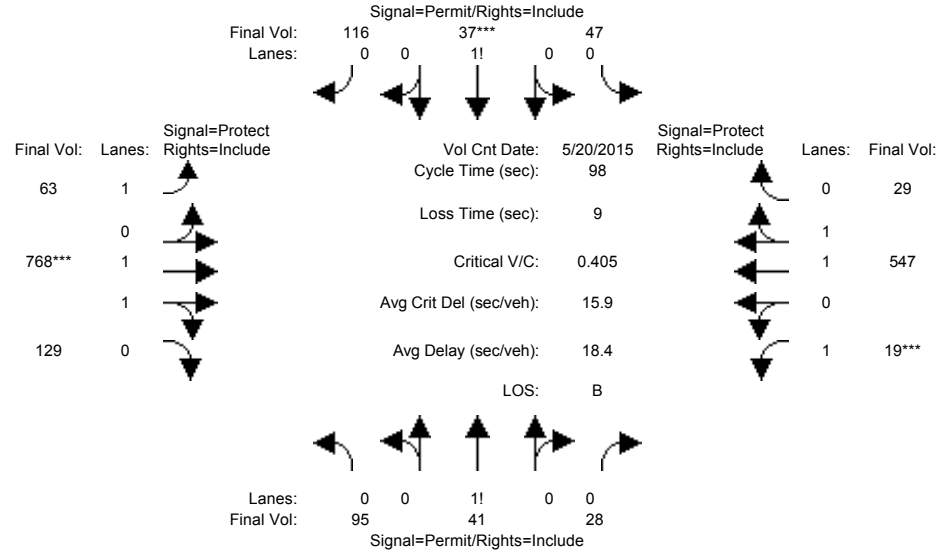 Signal=Permit/Rights=Include
Final Vol: 116 37*** 47
Lanes: 0 0 1! 0 0
Signal=Protect Signal=Protect
Final Vol: Lanes: Rights=Include Vol Cnt Date: 5/20/2015 Rights=Include Lanes: Final Vol:
Cycle Time (sec): 98
63 1 0 29
Loss Time (sec): 9
0 1
768*** 1 Critical V/C: 0.405 1 547
1 Avg Crit Del (sec/veh): 15.9 0
129 0 Avg Delay (sec/veh): 18.4 1 19***
LOS: B
Lanes: 0 0 1! 0 0
Final Vol: 95 41 28
Signal=Permit/Rights=Include